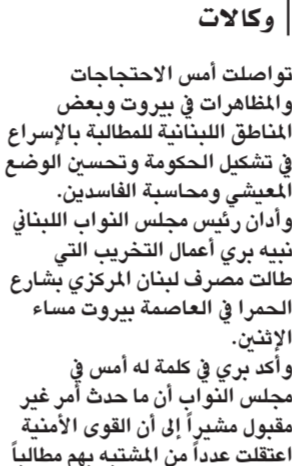 وكالات
تواصلت أمس الاحتجاجات
والمظاهرات في بيروت وبعض
المناطق اللبنانية للمطالبة بالإسراع
في تشكيل الحكومة وتحسين الوضع
المعيشي ومحاسبة الفاسدين.
وأدان رئيس مجلس النواب اللبناني
نبيه بري أعمال التخريب التي
طالت مصرف لبنان المركزي بشارع
الحمرا في العاصمة بيروت مساء
الإثنين.
وأكد بري في كلمة له أمس في
مجلس النواب أن ما حدث أمر غير
مقبول مشيراً إلى أن القوى الأمنية
اعتقلت عدداً من المشتبه بهم مطالباً